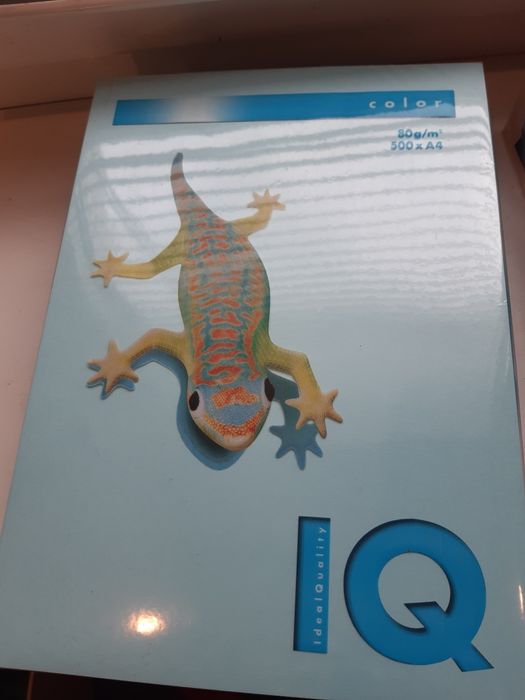 color
80g/m²
500 x A4
IdealQuality
IQ